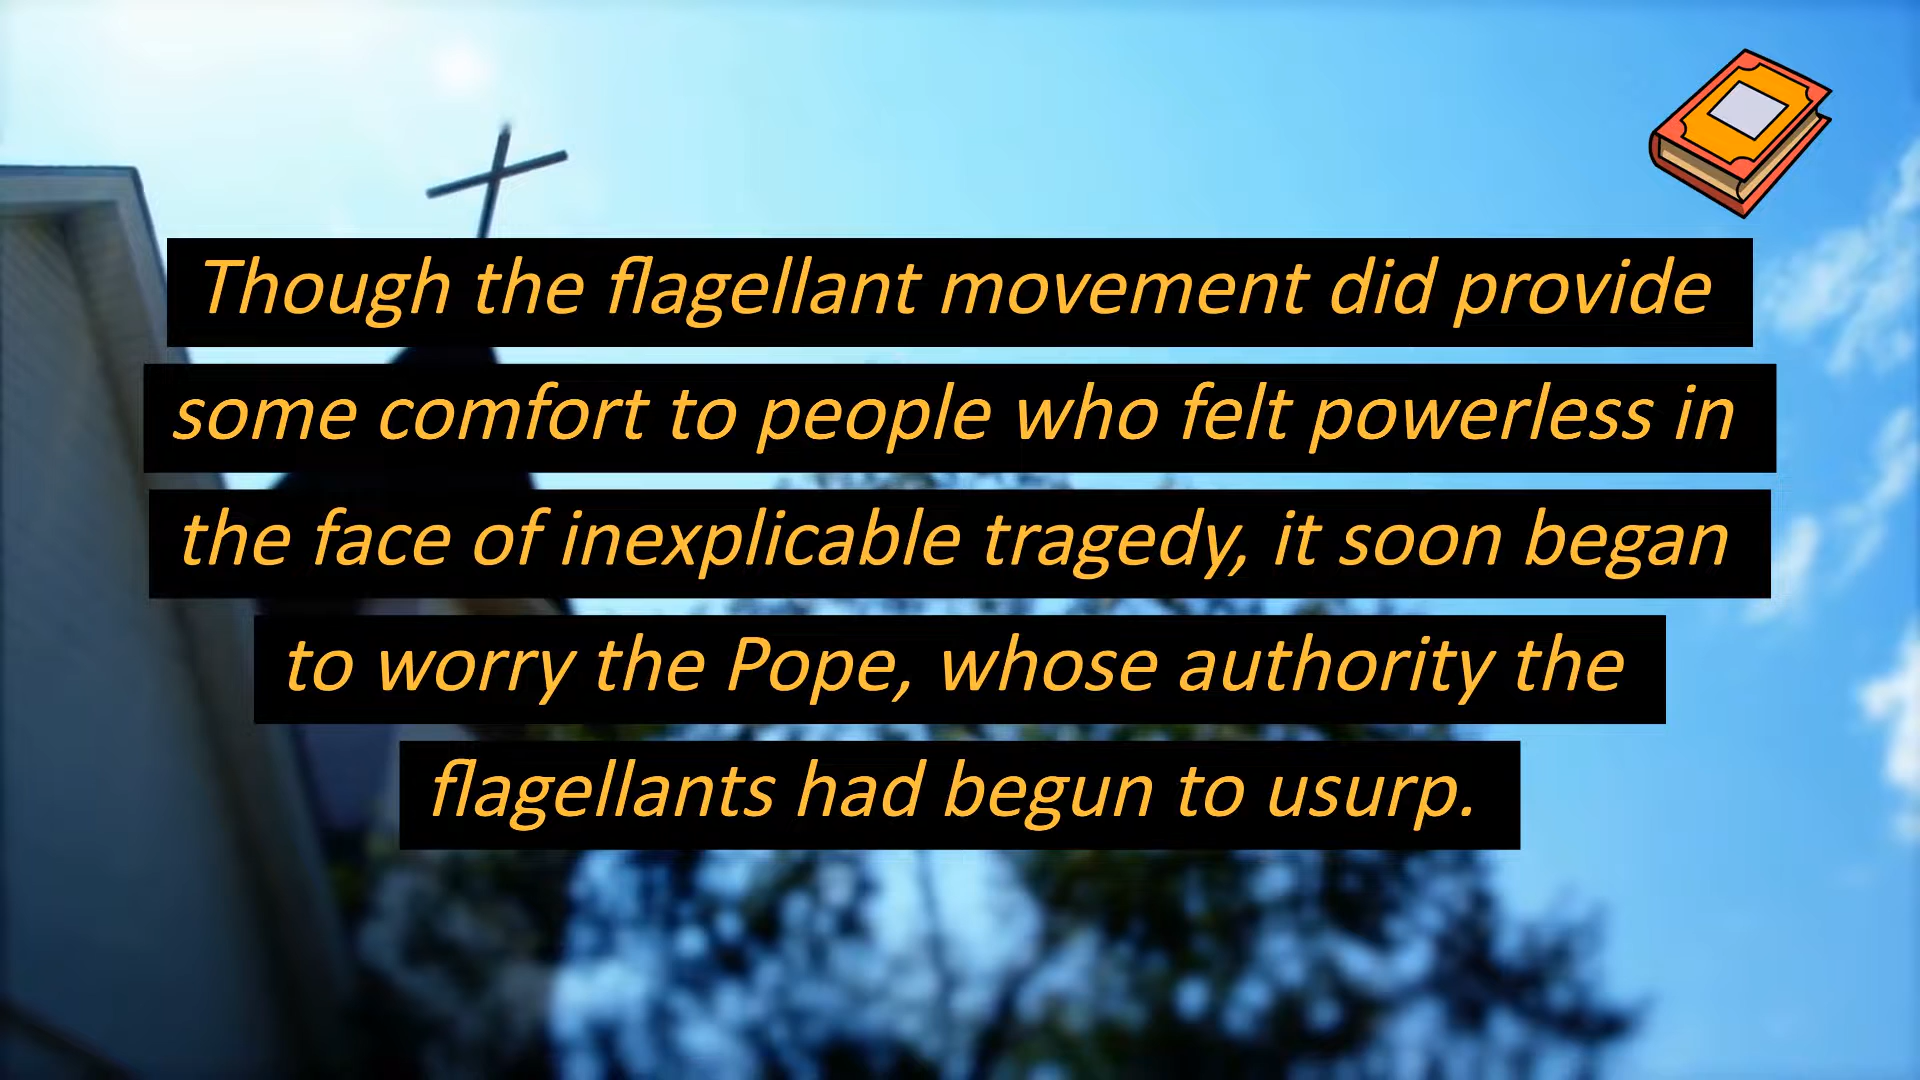 Though the flagellant movement did provide
some comfort to people who felt powerless in
the face of inexplicable tragedy, it soon began
to worry the Pope, whose authority the
flagellants had begun to usurp.